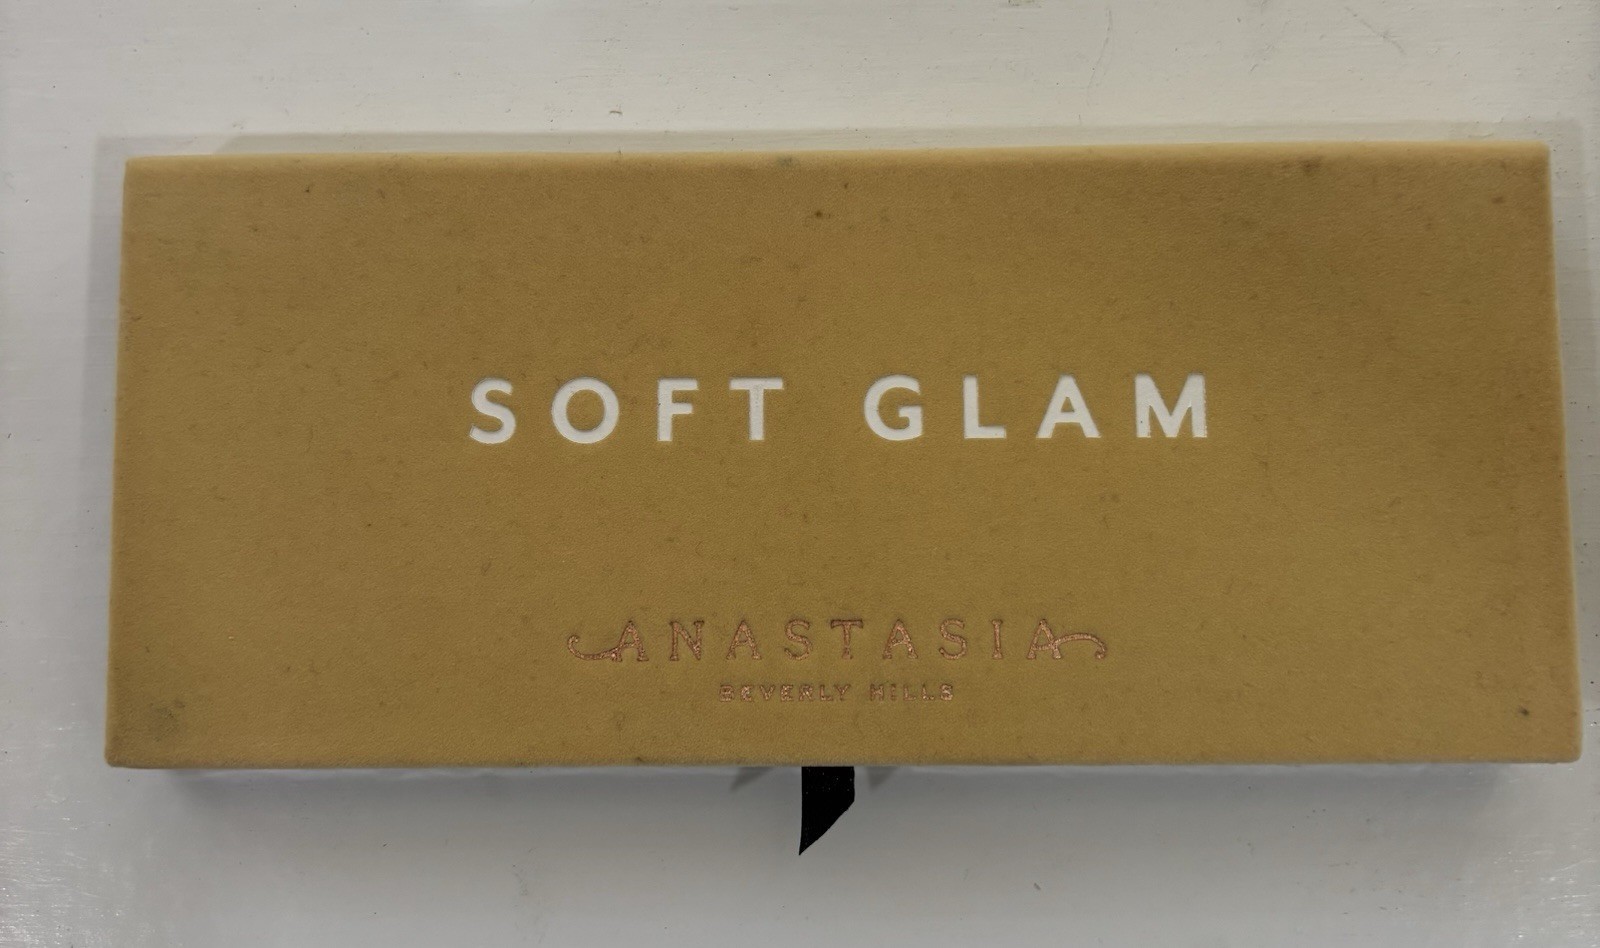 SOFT GLAM
ANASTASIA
BEVERLY HILLS